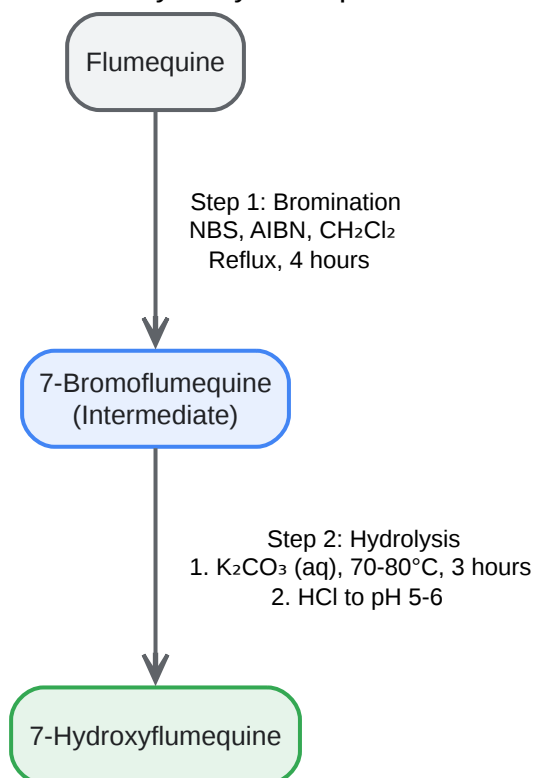 Flumequine
Step 1: Bromination
NBS, AIBN, CH₂Cl₂
Reflux, 4 hours
7-Bromoflumequine
(Intermediate)
Step 2: Hydrolysis
1. K₂CO₃ (aq), 70-80°C, 3 hours
2. HCl to pH 5-6
7-Hydroxyflumequine